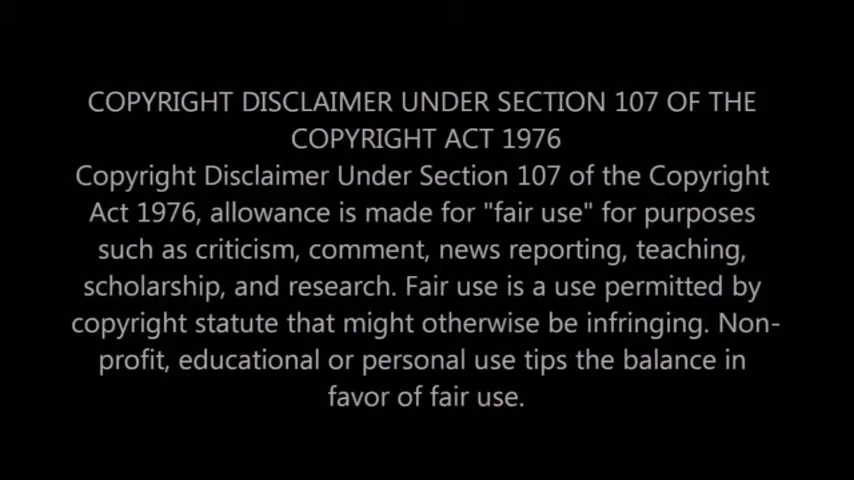 COPYRIGHT DISCLAIMER UNDER SECTION 107 OF THE
COPYRIGHT ACT 1976
Copyright Disclaimer Under Section 107 of the Copyright
Act 1976, allowance is made for "fair use" for purposes
such as criticism, comment, news reporting, teaching,
scholarship, and research. Fair use is a use permitted by
copyright statute that might otherwise be infringing. Non-
profit, educational or personal use tips the balance in
favor of fair use.